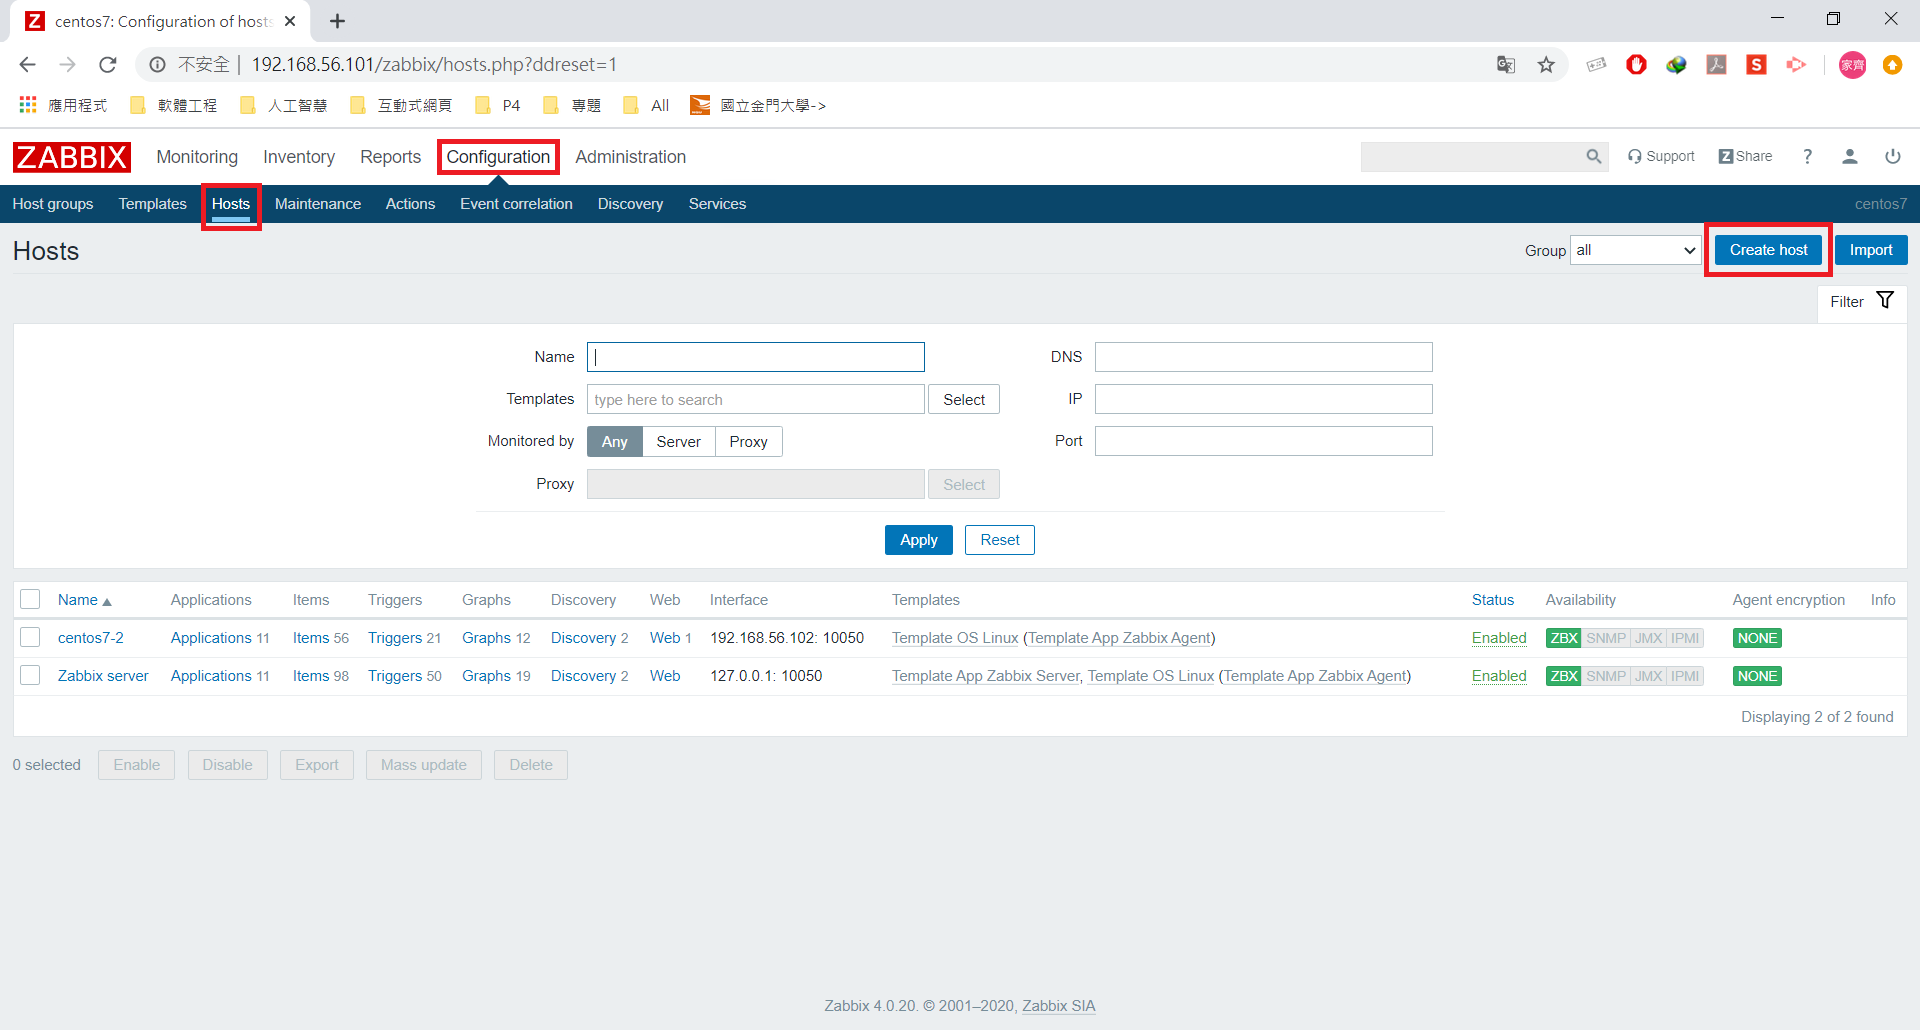 centos7: Configuration of hosts
不安全 | 192.168.56.101/zabbix/hosts.php?ddreset=1
家齊
應用程式 軟體工程 人工智慧 互動式網頁 P4 專題 All 國立金門大學->
ZABBIX Monitoring Inventory Reports Configuration Administration Support Share ?
Host groups Templates Hosts Maintenance Actions Event correlation Discovery Services centos7
Hosts Group all Create host Import
Filter
Name DNS
Templates type here to search Select IP
Monitored by Any Server Proxy Port
Proxy Select
Apply Reset
Name Applications Items Triggers Graphs Discovery Web Interface Templates Status Availability Agent encryption Info
centos7-2 Applications 11 Items 56 Triggers 21 Graphs 12 Discovery 2 Web 1 192.168.56.102: 10050 Template OS Linux (Template App Zabbix Agent) Enabled ZBX SNMP JMX IPMI NONE
Zabbix server Applications 11 Items 98 Triggers 50 Graphs 19 Discovery 2 Web 127.0.0.1: 10050 Template App Zabbix Server, Template OS Linux (Template App Zabbix Agent) Enabled ZBX SNMP JMX IPMI NONE
Displaying 2 of 2 found
0 selected Enable Disable Export Mass update Delete
Zabbix 4.0.20. © 2001–2020, Zabbix SIA